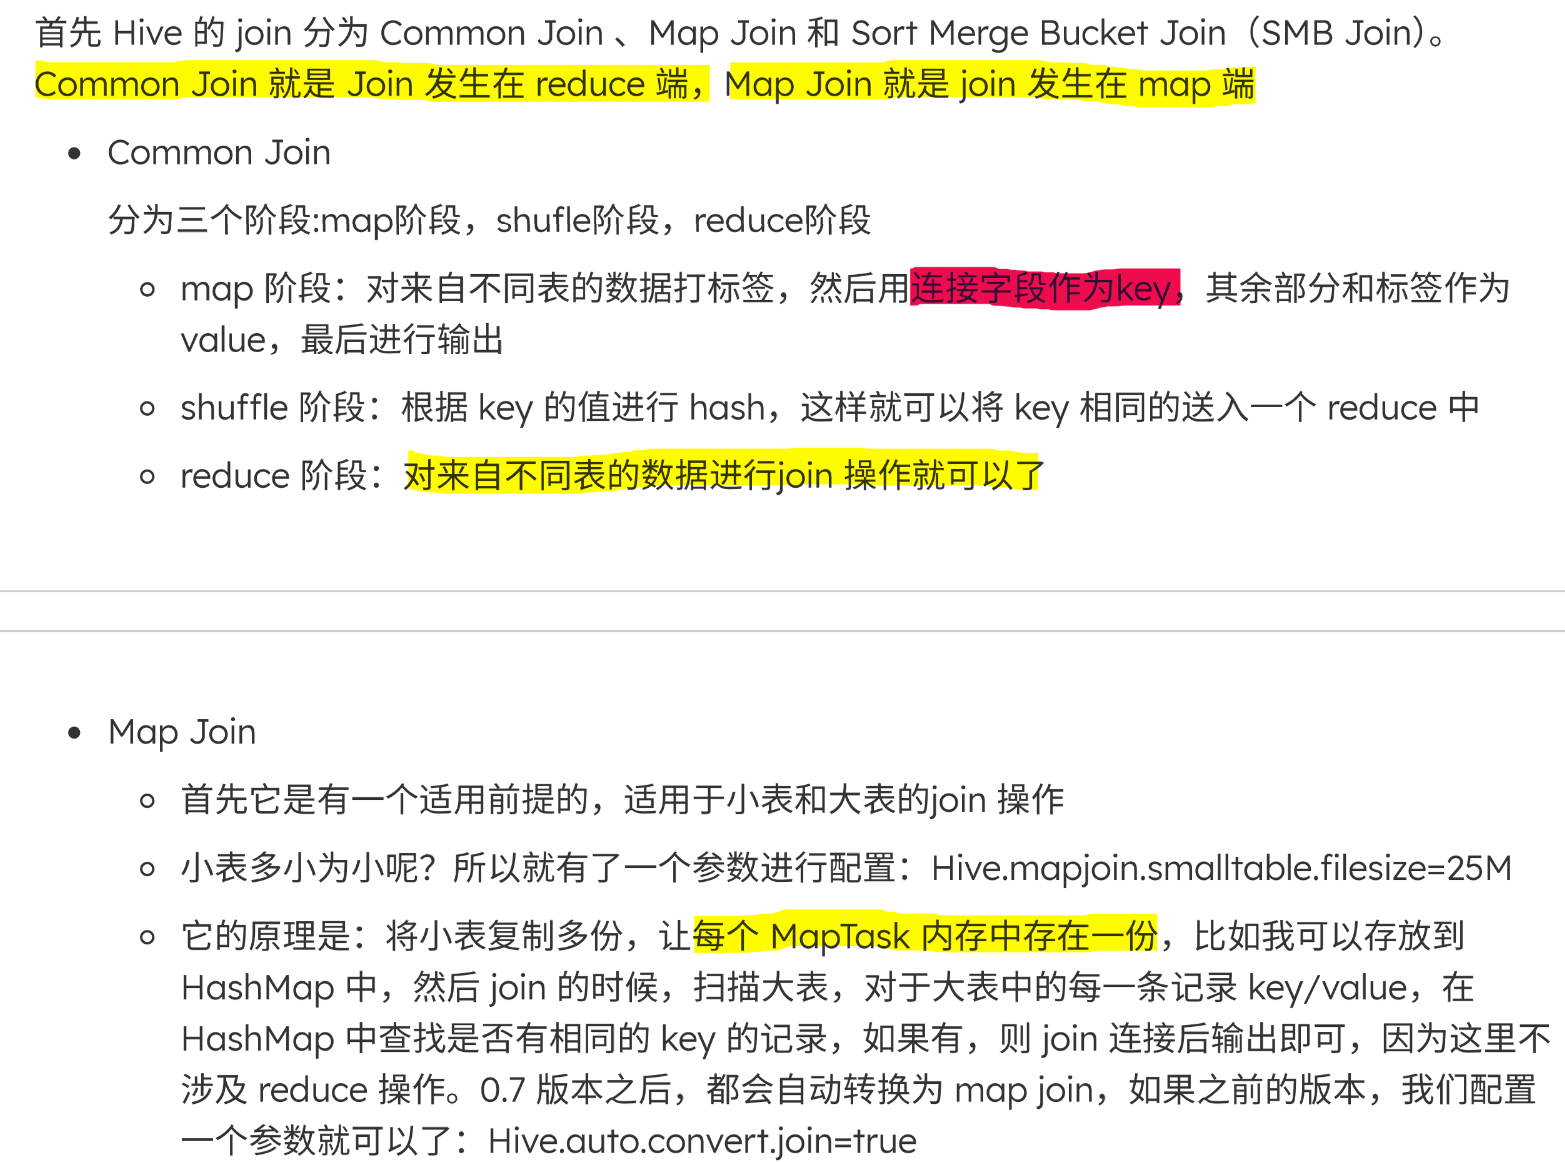 首先 Hive 的 join 分为 Common Join 、Map Join 和 Sort Merge Bucket Join（SMB Join）。
Common Join 就是 Join 发生在 reduce 端，Map Join 就是 join 发生在 map 端
• Common Join
分为三个阶段:map阶段，shufle阶段，reduce阶段
◦ map 阶段：对来自不同表的数据打标签，然后用连接字段作为key，其余部分和标签作为
value，最后进行输出
◦ shuffle 阶段：根据 key 的值进行 hash，这样就可以将 key 相同的送入一个 reduce 中
◦ reduce 阶段：对来自不同表的数据进行join 操作就可以了
• Map Join
◦ 首先它是有一个适用前提的，适用于小表和大表的join 操作
◦ 小表多小为小呢？所以就有了一个参数进行配置：Hive.mapjoin.smalltable.filesize=25M
◦ 它的原理是：将小表复制多份，让每个 MapTask 内存中存在一份，比如我可以存放到
HashMap 中，然后 join 的时候，扫描大表，对于大表中的每一条记录 key/value，在
HashMap 中查找是否有相同的 key 的记录，如果有，则 join 连接后输出即可，因为这里不
涉及 reduce 操作。0.7 版本之后，都会自动转换为 map join，如果之前的版本，我们配置
一个参数就可以了：Hive.auto.convert.join=true